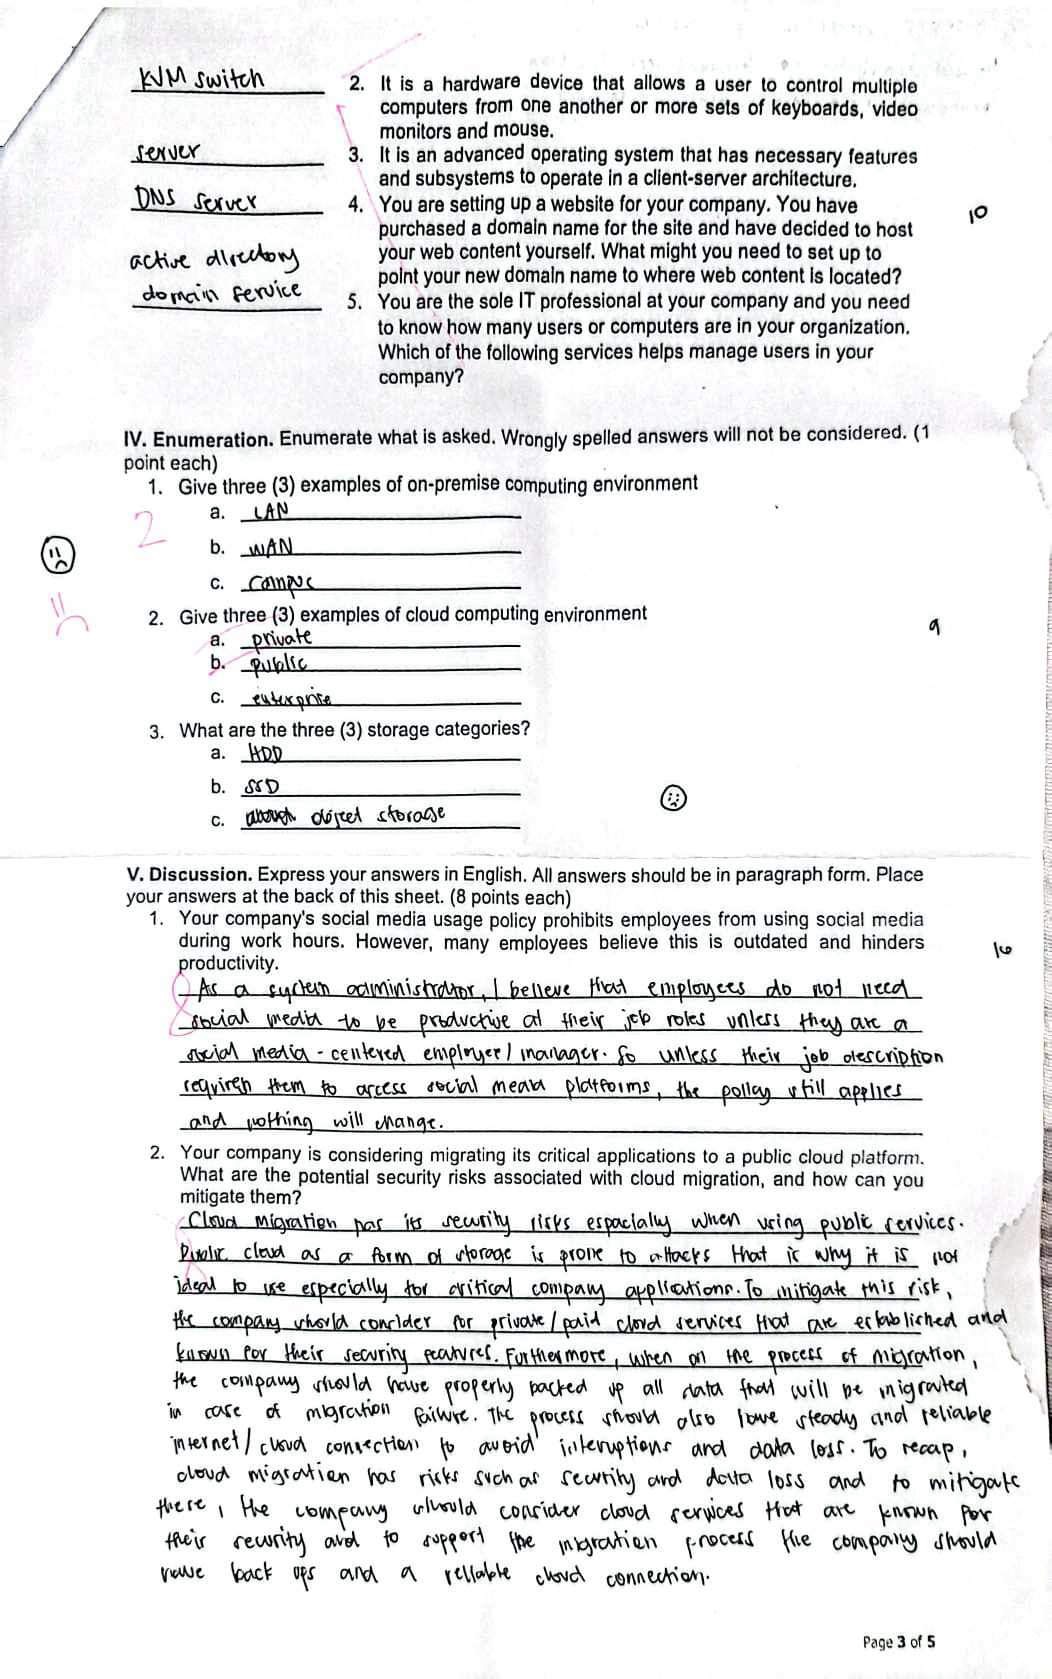 KVM switch
2. It is a hardware device that allows a user to control multiple
computers from one another or more sets of keyboards, video
monitors and mouse.
server
3. It is an advanced operating system that has necessary features
and subsystems to operate in a client-server architecture.
DNS server
4. You are setting up a website for your company. You have
purchased a domain name for the site and have decided to host
your web content yourself. What might you need to set up to
point your new domain name to where web content is located?
10
active directory
domain service
5. You are the sole IT professional at your company and you need
to know how many users or computers are in your organization.
Which of the following services helps manage users in your
company?
IV. Enumeration. Enumerate what is asked. Wrongly spelled answers will not be considered. (1
point each)
1. Give three (3) examples of on-premise computing environment
a. LAN
2
b. WAN
c. campus
2. Give three (3) examples of cloud computing environment
a. private
9
b. public
c. enterprise
3. What are the three (3) storage categories?
a. HDD
b. SSD
c. object storage
V. Discussion. Express your answers in English. All answers should be in paragraph form. Place
your answers at the back of this sheet. (8 points each)
1. Your company's social media usage policy prohibits employees from using social media
during work hours. However, many employees believe this is outdated and hinders
productivity.
16
As a system administrator, I believe that employees do not need
social media to be productive at their job roles unless they are a
social media - centered employee / manager. So unless their job description
requires them to access social media platforms, the policy still applies
and nothing will change.
2. Your company is considering migrating its critical applications to a public cloud platform.
What are the potential security risks associated with cloud migration, and how can you
mitigate them?
Cloud migration has its security risks espacially when using public services.
Public cloud as a form of storage is prone to attacks that is why it is not
ideal to use especially for critical company applications. To mitigate this risk,
the company should consider for private / paid cloud services that are established and
known for their security features. Furthermore, when on the process of migration,
the company should have properly backed up all data that will be migrated
in case of migration failure. The process should also have steady and reliable
internet / cloud connection to avoid interuptions and data loss. To recap,
cloud migration has risks such as security and data loss and to mitigate
these, the company should consider cloud services that are known for
their security and to support the migration process the company should
have back ups and a reliable cloud connection.
Page 3 of 5